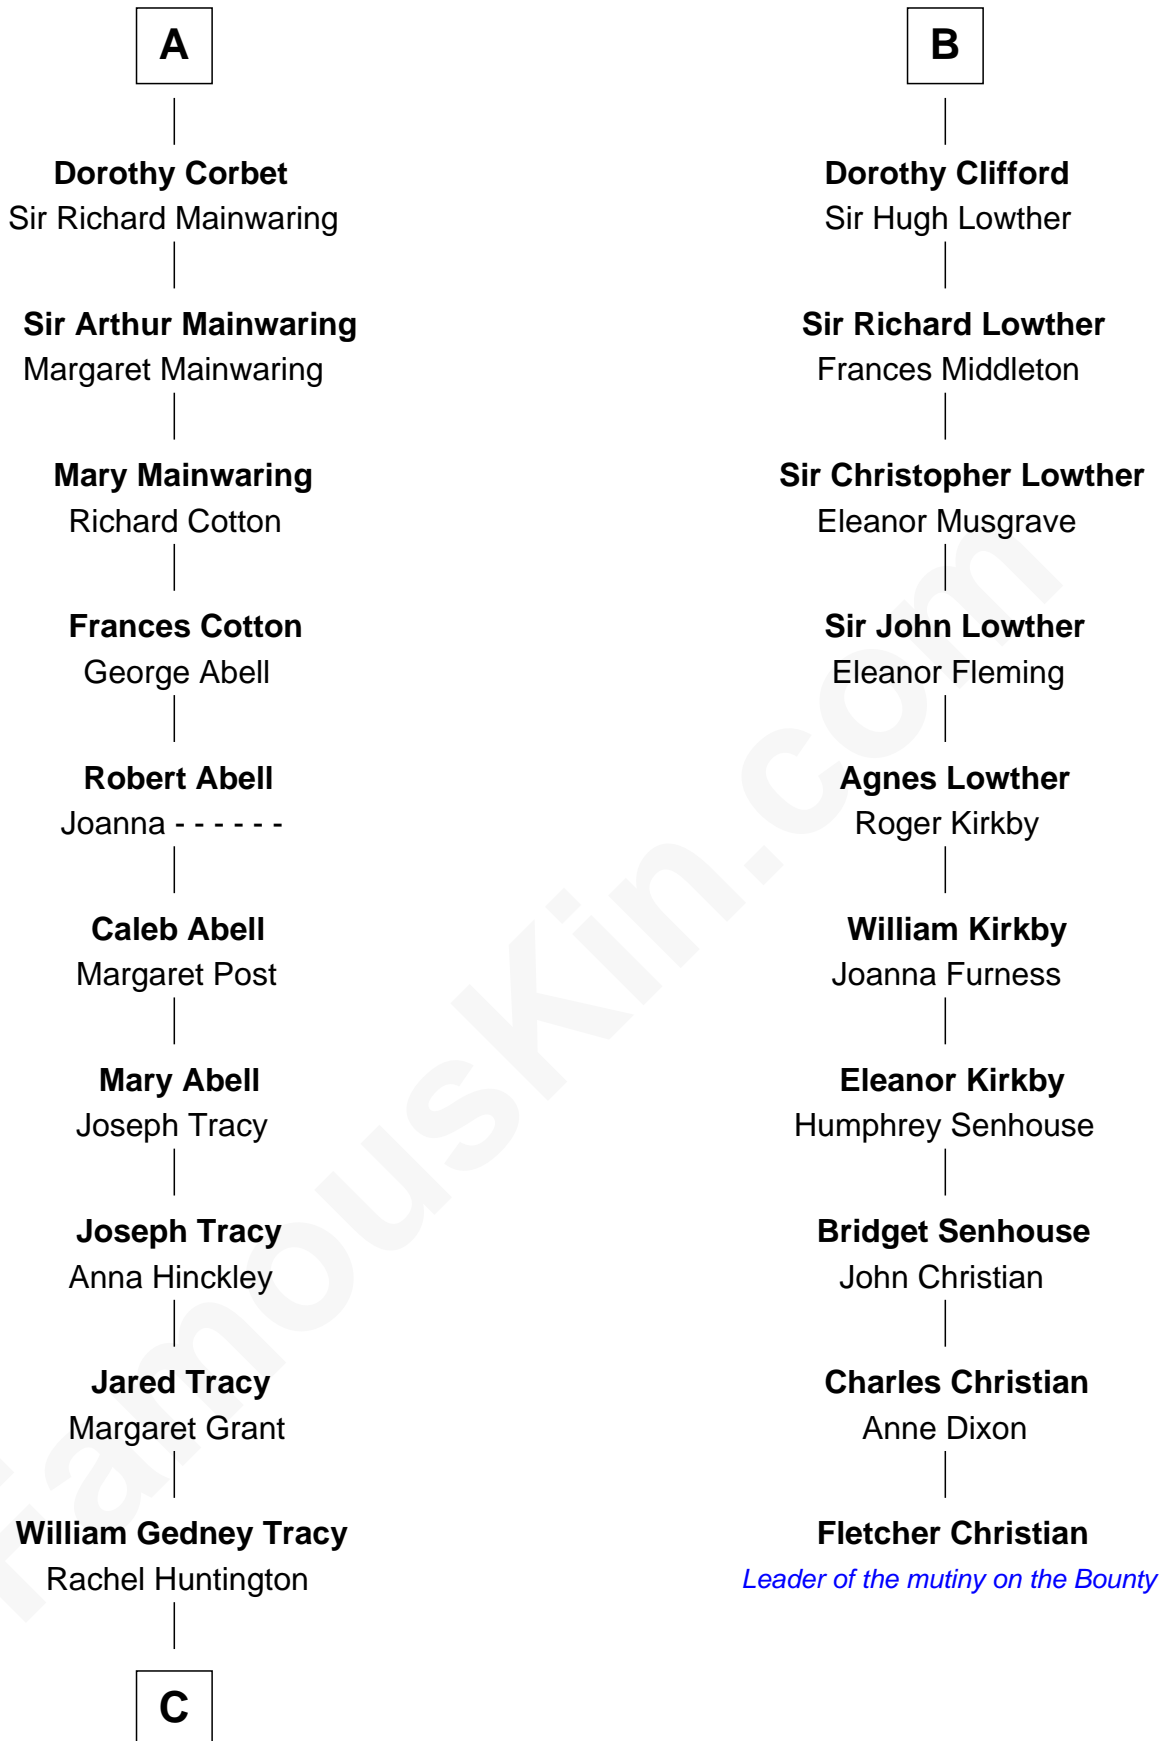 A
Dorothy Corbet
Sir Richard Mainwaring
Sir Arthur Mainwaring
Margaret Mainwaring
Mary Mainwaring
Richard Cotton
Frances Cotton
George Abell
Robert Abell
Joanna - - - - - -
Caleb Abell
Margaret Post
Mary Abell
Joseph Tracy
Joseph Tracy
Anna Hinckley
Jared Tracy
Margaret Grant
William Gedney Tracy
Rachel Huntington
C
B
Dorothy Clifford
Sir Hugh Lowther
Sir Richard Lowther
Frances Middleton
Sir Christopher Lowther
Eleanor Musgrave
Sir John Lowther
Eleanor Fleming
Agnes Lowther
Roger Kirkby
William Kirkby
Joanna Furness
Eleanor Kirkby
Humphrey Senhouse
Bridget Senhouse
John Christian
Charles Christian
Anne Dixon
Fletcher Christian
Leader of the mutiny on the Bounty
FamousKin.com